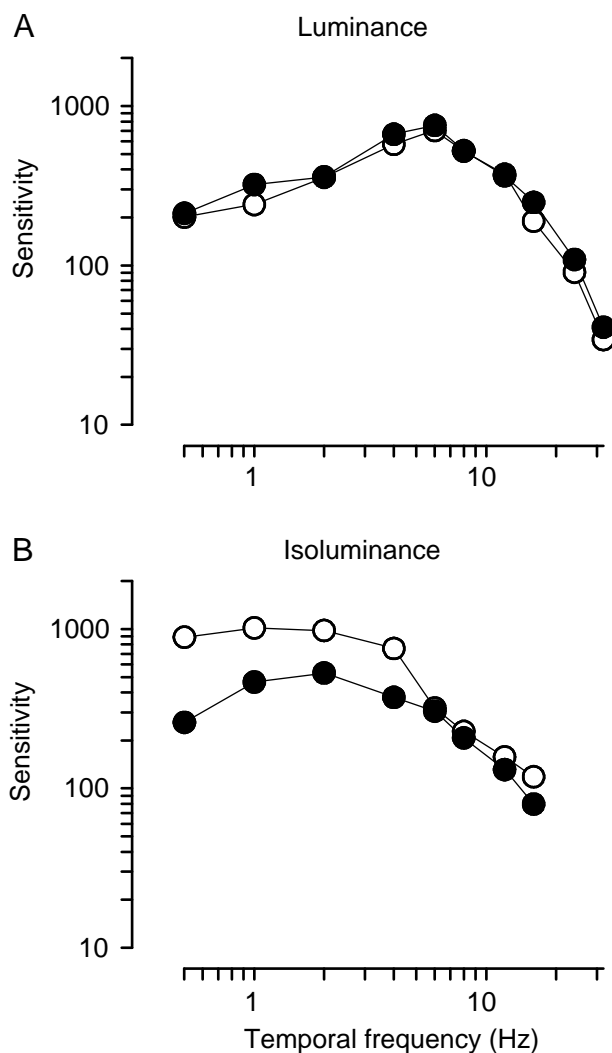 A
Luminance
1000
100
10
Sensitivity
1
10
B
Isoluminance
1000
100
10
Sensitivity
1
10
Temporal frequency (Hz)